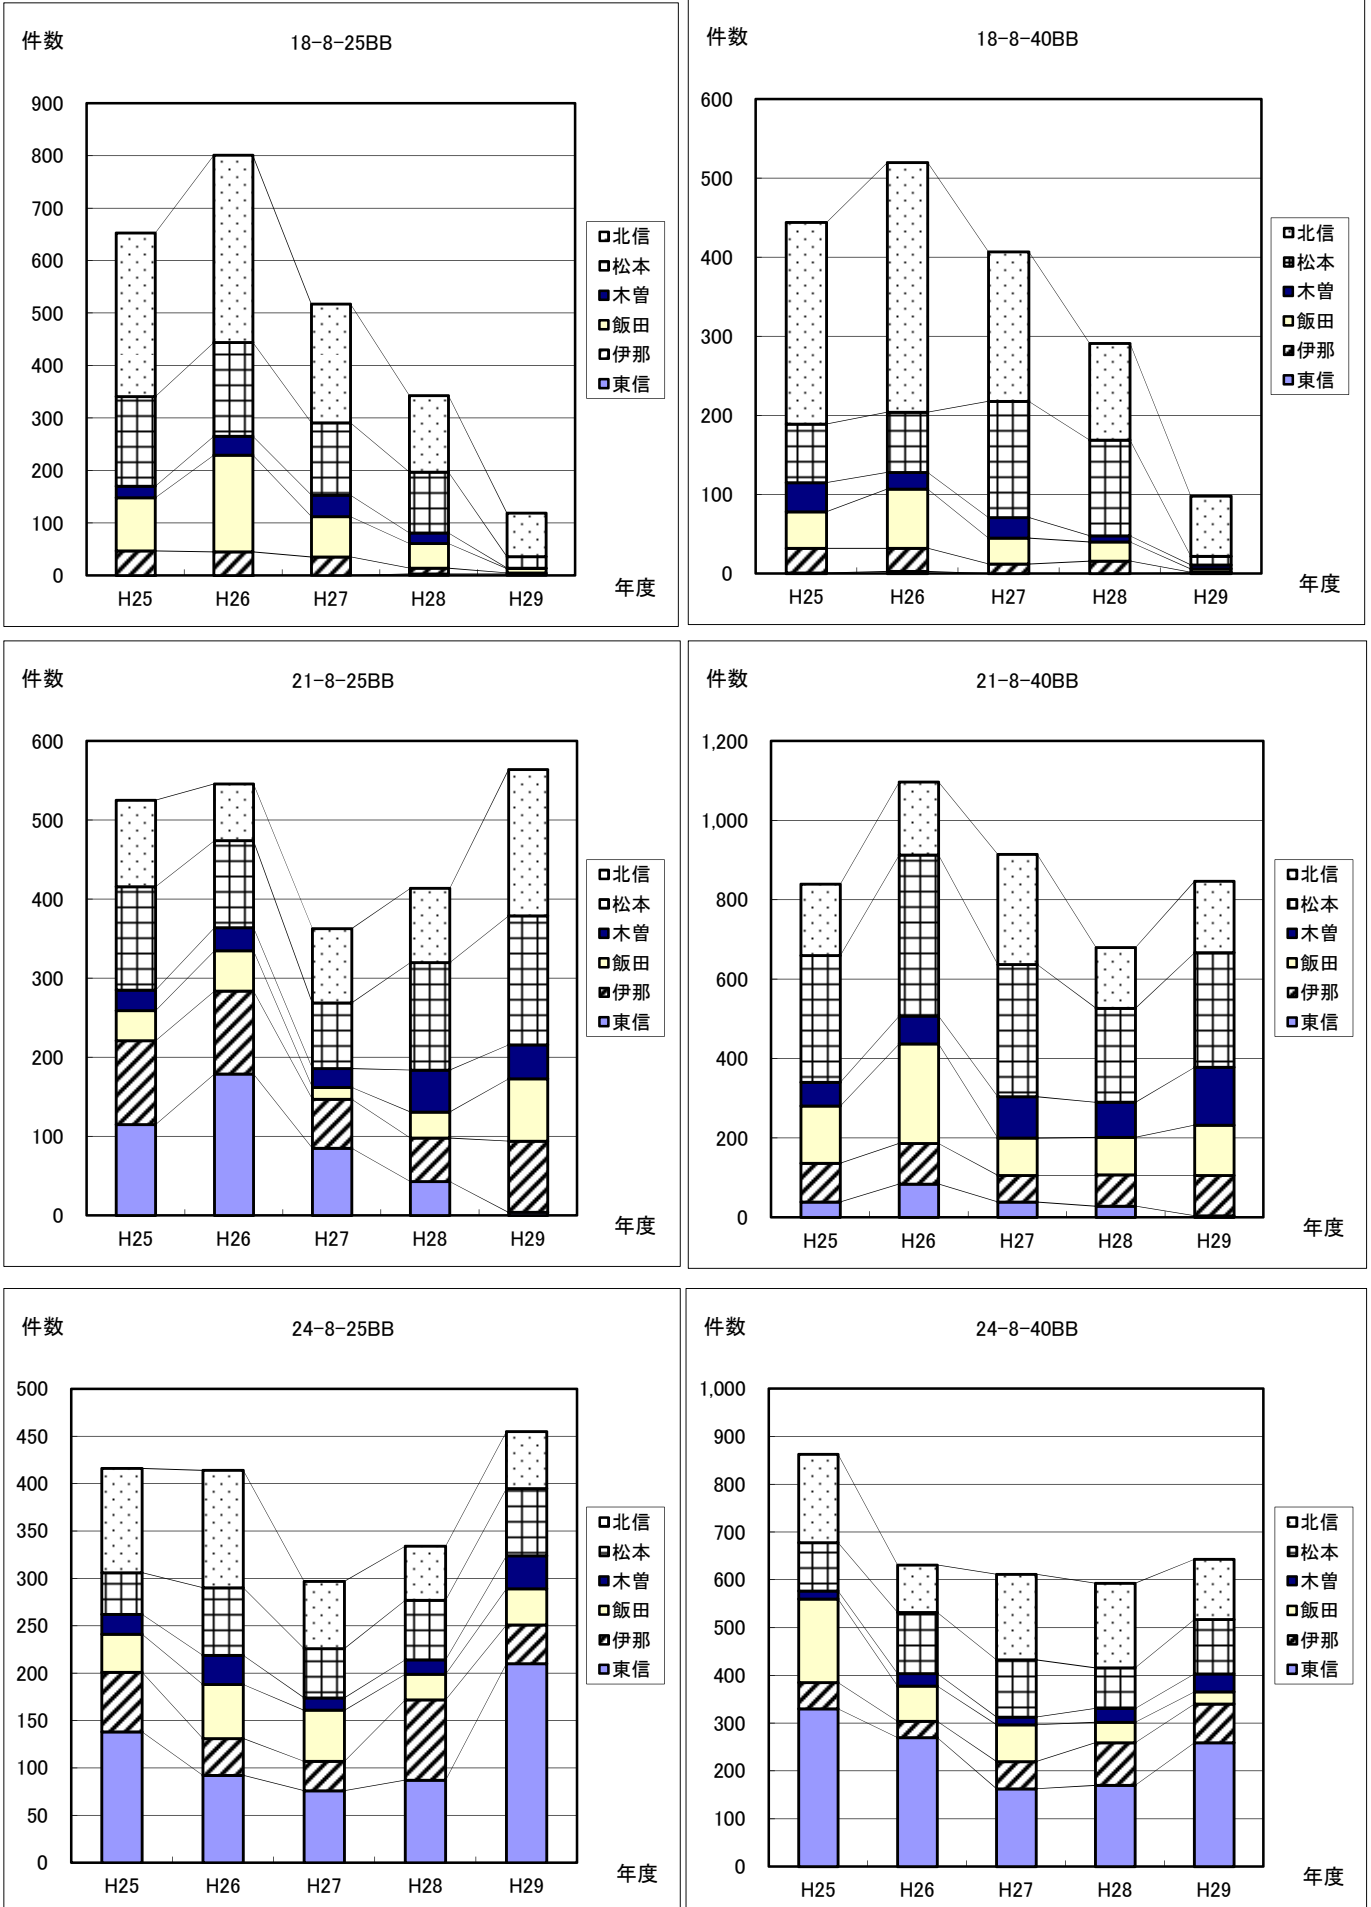 件数
18-8-25BB
900
800
700
600
500
400
300
200
100
0
H25 H26 H27 H28 H29
年度
北信
松本
木曽
飯田
伊那
東信
件数
18-8-40BB
600
500
400
300
200
100
0
H25 H26 H27 H28 H29
年度
北信
松本
木曽
飯田
伊那
東信
件数
21-8-25BB
600
500
400
300
200
100
0
H25 H26 H27 H28 H29
年度
北信
松本
木曽
飯田
伊那
東信
件数
21-8-40BB
1,200
1,000
800
600
400
200
0
H25 H26 H27 H28 H29
年度
北信
松本
木曽
飯田
伊那
東信
件数
24-8-25BB
500
450
400
350
300
250
200
150
100
50
0
H25 H26 H27 H28 H29
年度
北信
松本
木曽
飯田
伊那
東信
件数
24-8-40BB
1,000
900
800
700
600
500
400
300
200
100
0
H25 H26 H27 H28 H29
年度
北信
松本
木曽
飯田
伊那
東信